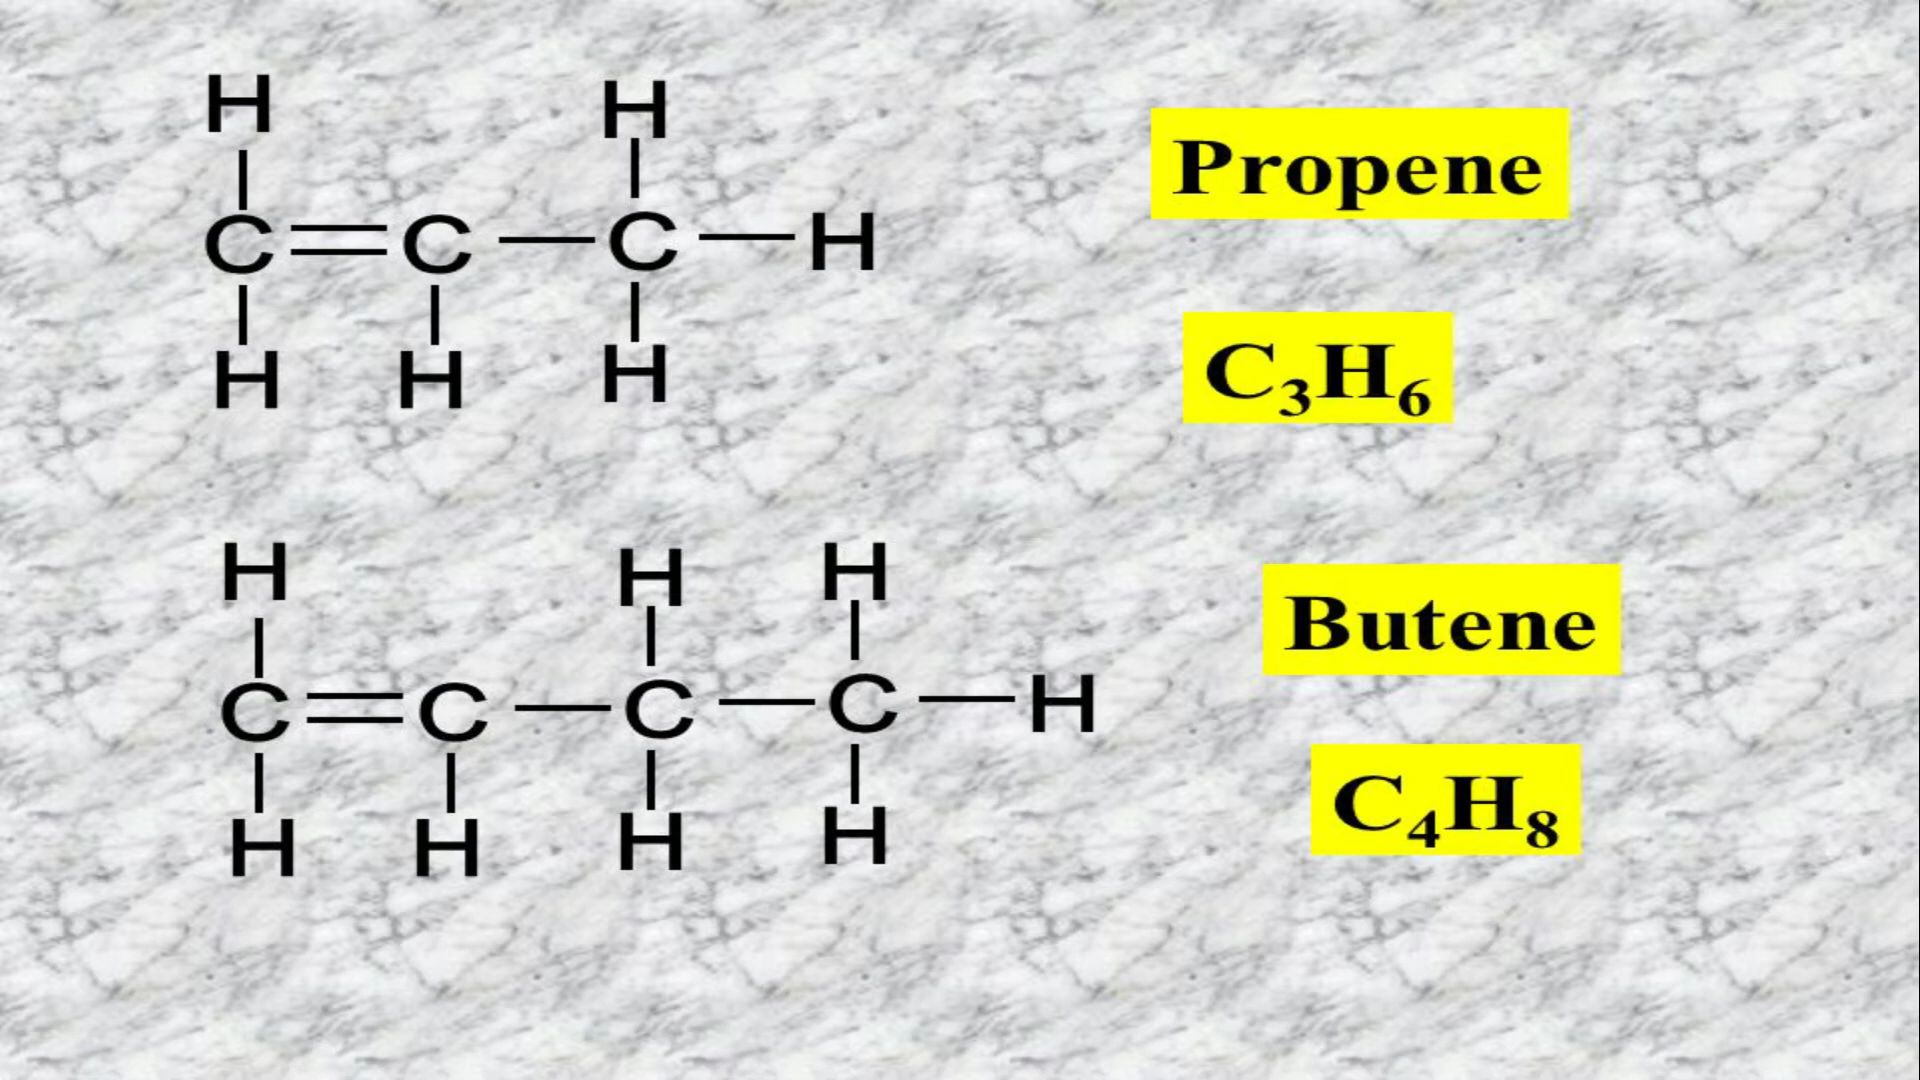 H H
C C C H
H H H
Propene
C₃H₆
H H H
C C C C H
H H H H
Butene
C₄H₈